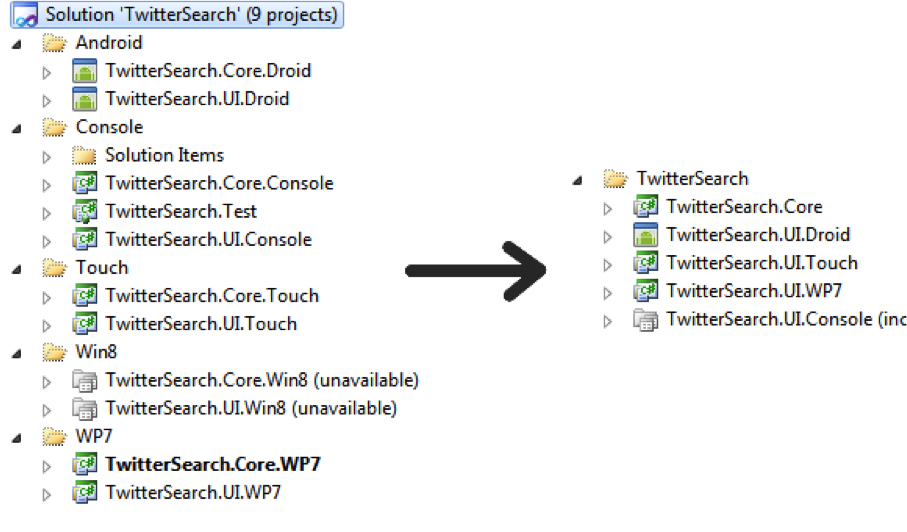 Solution 'TwitterSearch' (9 projects)
Android
TwitterSearch.Core.Droid
TwitterSearch.UI.Droid
Console
Solution Items
TwitterSearch.Core.Console
TwitterSearch.Test
TwitterSearch.UI.Console
Touch
TwitterSearch.Core.Touch
TwitterSearch.UI.Touch
Win8
TwitterSearch.Core.Win8 (unavailable)
TwitterSearch.UI.Win8 (unavailable)
WP7
TwitterSearch.Core.WP7
TwitterSearch.UI.WP7
TwitterSearch
TwitterSearch.Core
TwitterSearch.UI.Droid
TwitterSearch.UI.Touch
TwitterSearch.UI.WP7
TwitterSearch.UI.Console (inc